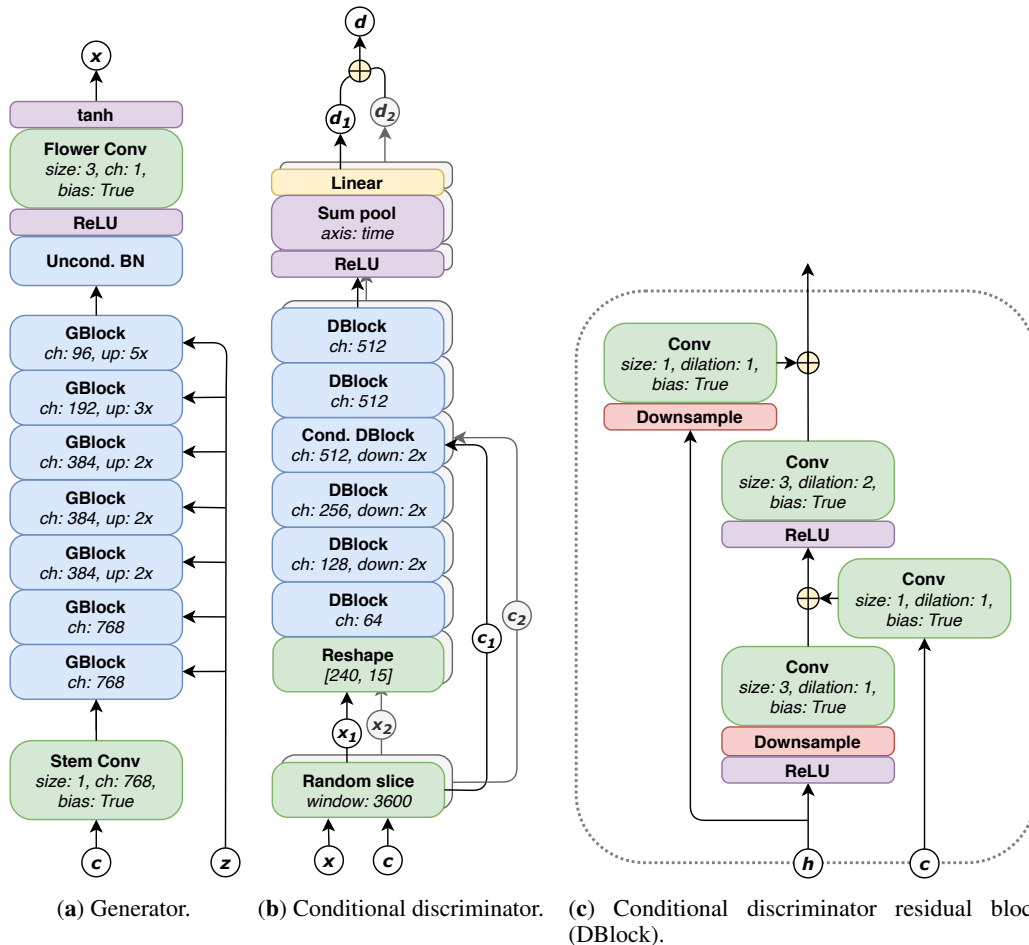 x
tanh
Flower Conv
size: 3, ch: 1,
bias: True
ReLU
Uncond. BN
GBlock
ch: 96, up: 5x
GBlock
ch: 192, up: 3x
GBlock
ch: 384, up: 2x
GBlock
ch: 384, up: 2x
GBlock
ch: 384, up: 2x
GBlock
ch: 768
GBlock
ch: 768
Stem Conv
size: 1, ch: 768,
bias: True
c
z
(a) Generator.
d
d1
d2
Linear
Sum pool
axis: time
ReLU
DBlock
ch: 512
DBlock
ch: 512
Cond. DBlock
ch: 512, down: 2x
DBlock
ch: 256, down: 2x
DBlock
ch: 128, down: 2x
DBlock
ch: 64
Reshape
[240, 15]
c1
c2
x1
x2
Random slice
window: 3600
x
c
(b) Conditional discriminator.
Conv
size: 1, dilation: 1,
bias: True
Downsample
Conv
size: 3, dilation: 2,
bias: True
ReLU
Conv
size: 1, dilation: 1,
bias: True
Conv
size: 3, dilation: 1,
bias: True
Downsample
ReLU
h
c
(c) Conditional discriminator residual bloc
(DBlock).